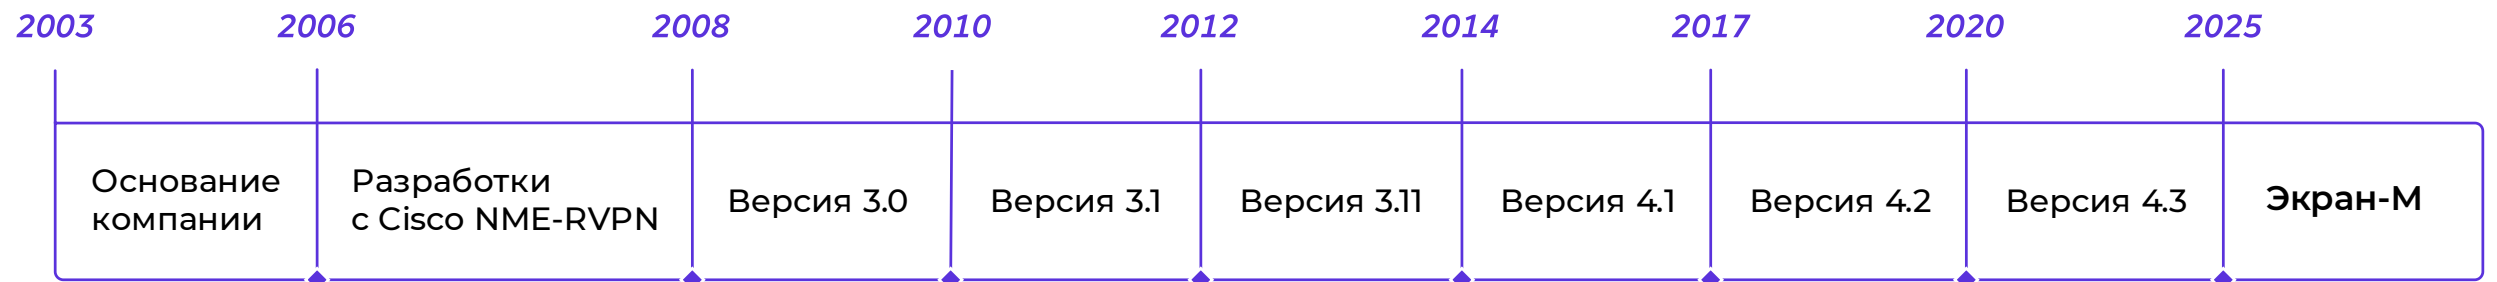 2003
2006
2008
2010
2012
2014
2017
2020
2025
Основание
компании
Разработки
с Cisco NME-RVPN
Версия 3.0
Версия 3.1
Версия 3.11
Версия 4.1
Версия 4.2
Версия 4.3
Экран-М